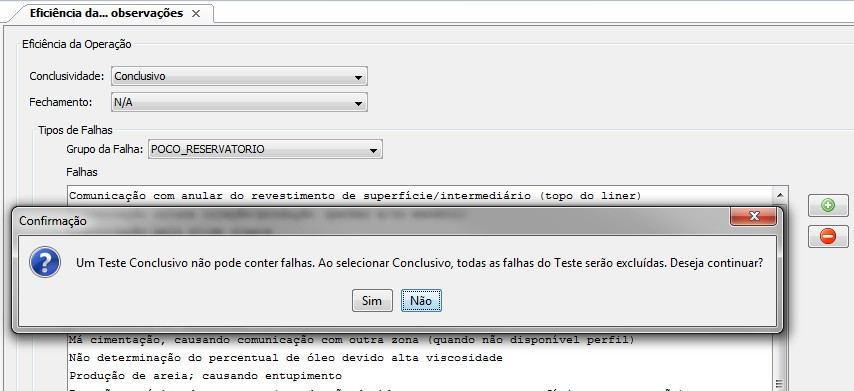 Eficiência da... observações
Eficiência da Operação
Conclusividade: Conclusivo
Fechamento: N/A
Tipos de Falhas
Grupo da Falha: POCO_RESERVATORIO
Falhas
Comunicação com anular do revestimento de superfície/intermediário (topo do liner)
Confirmação
Um Teste Conclusivo não pode conter falhas. Ao selecionar Conclusivo, todas as falhas do Teste serão excluídas. Deseja continuar?
Sim Não
Má cimentação, causando comunicação com outra zona (quando não disponível perfil)
Não determinação do percentual de óleo devido alta viscosidade
Produção de areia; causando entupimento